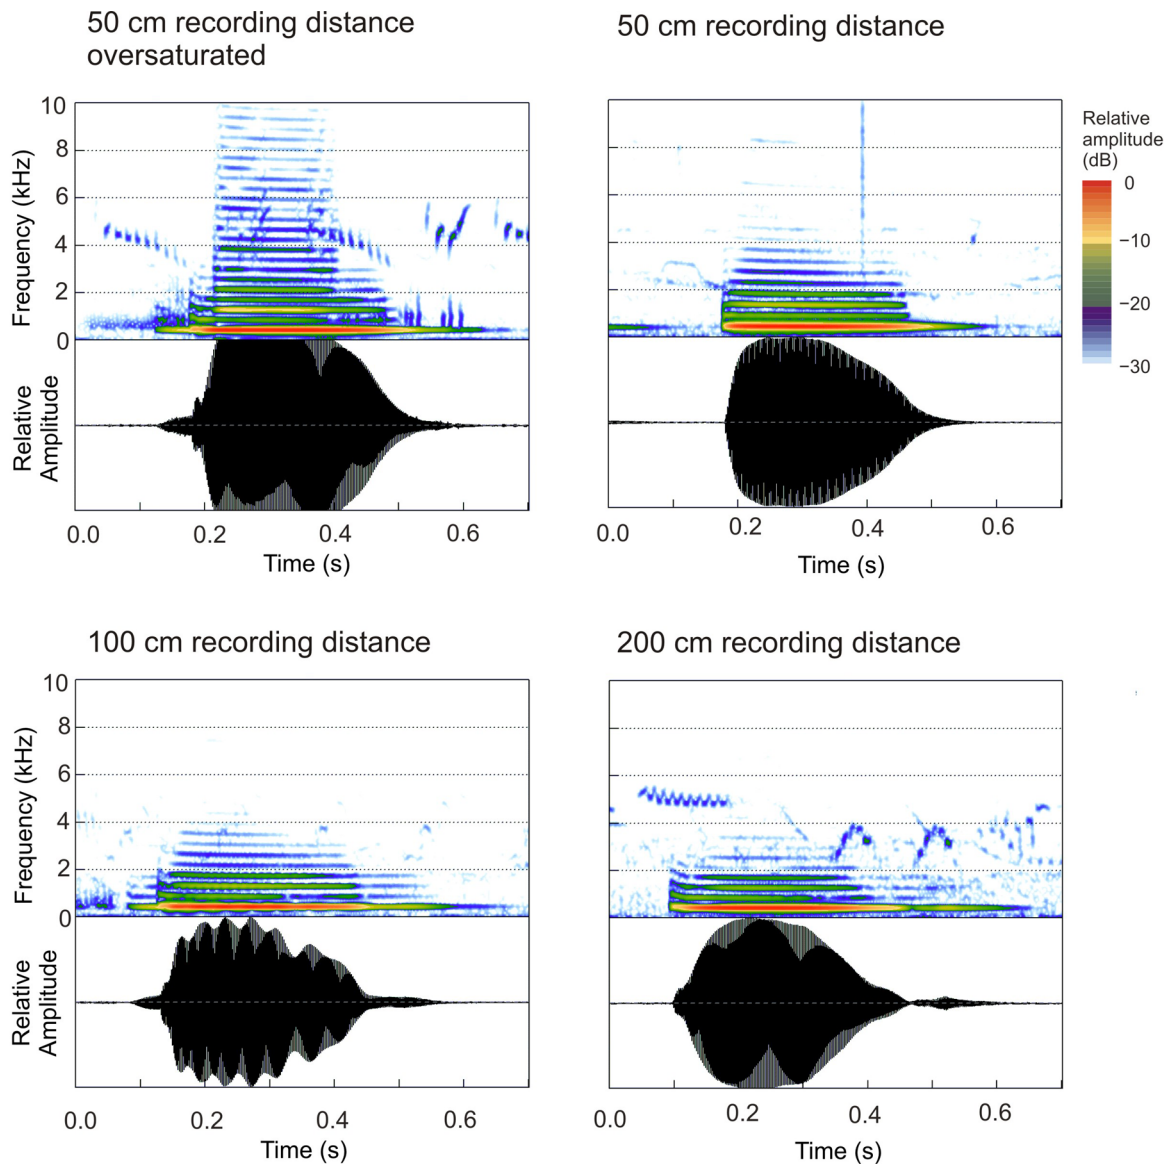 50 cm recording distance
oversaturated
50 cm recording distance
10
8
6
4
2
0
Frequency (kHz)
Relative
Amplitude
0.0 0.2 0.4 0.6
Time (s)
0.0 0.2 0.4 0.6
Time (s)
Relative
amplitude
(dB)
0
−10
−20
−30
100 cm recording distance
200 cm recording distance
10
8
6
4
2
0
Frequency (kHz)
Relative
Amplitude
0.0 0.2 0.4 0.6
Time (s)
0.0 0.2 0.4 0.6
Time (s)